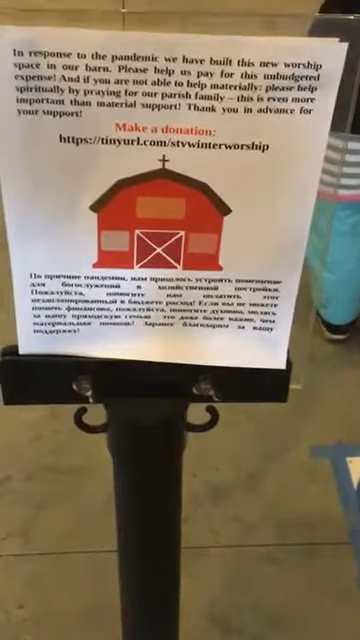 In response to the pandemic we have built this new worship
space in our barn. Please help us pay for this unbudgeted
expense! And if you are not able to help materially: please help
spiritually by praying for our parish family – this is even more
important than material support! Thank you in advance for
your support!
Make a donation:
https://tinyurl.com/stvwinterworship
По причине пандемии, нам пришлось устроить помещение
для богослужений в хозяйственной постройки.
Пожалуйста, помогите нам оплатить этот
незапланированный в бюджете расход! Если вы не можете
помочь финансово, пожалуйста, помогите духовно, молясь
за нашу приходскую семью – это даже более важно, чем
материальная помощь! Заранее благодарим за вашу
поддержку!